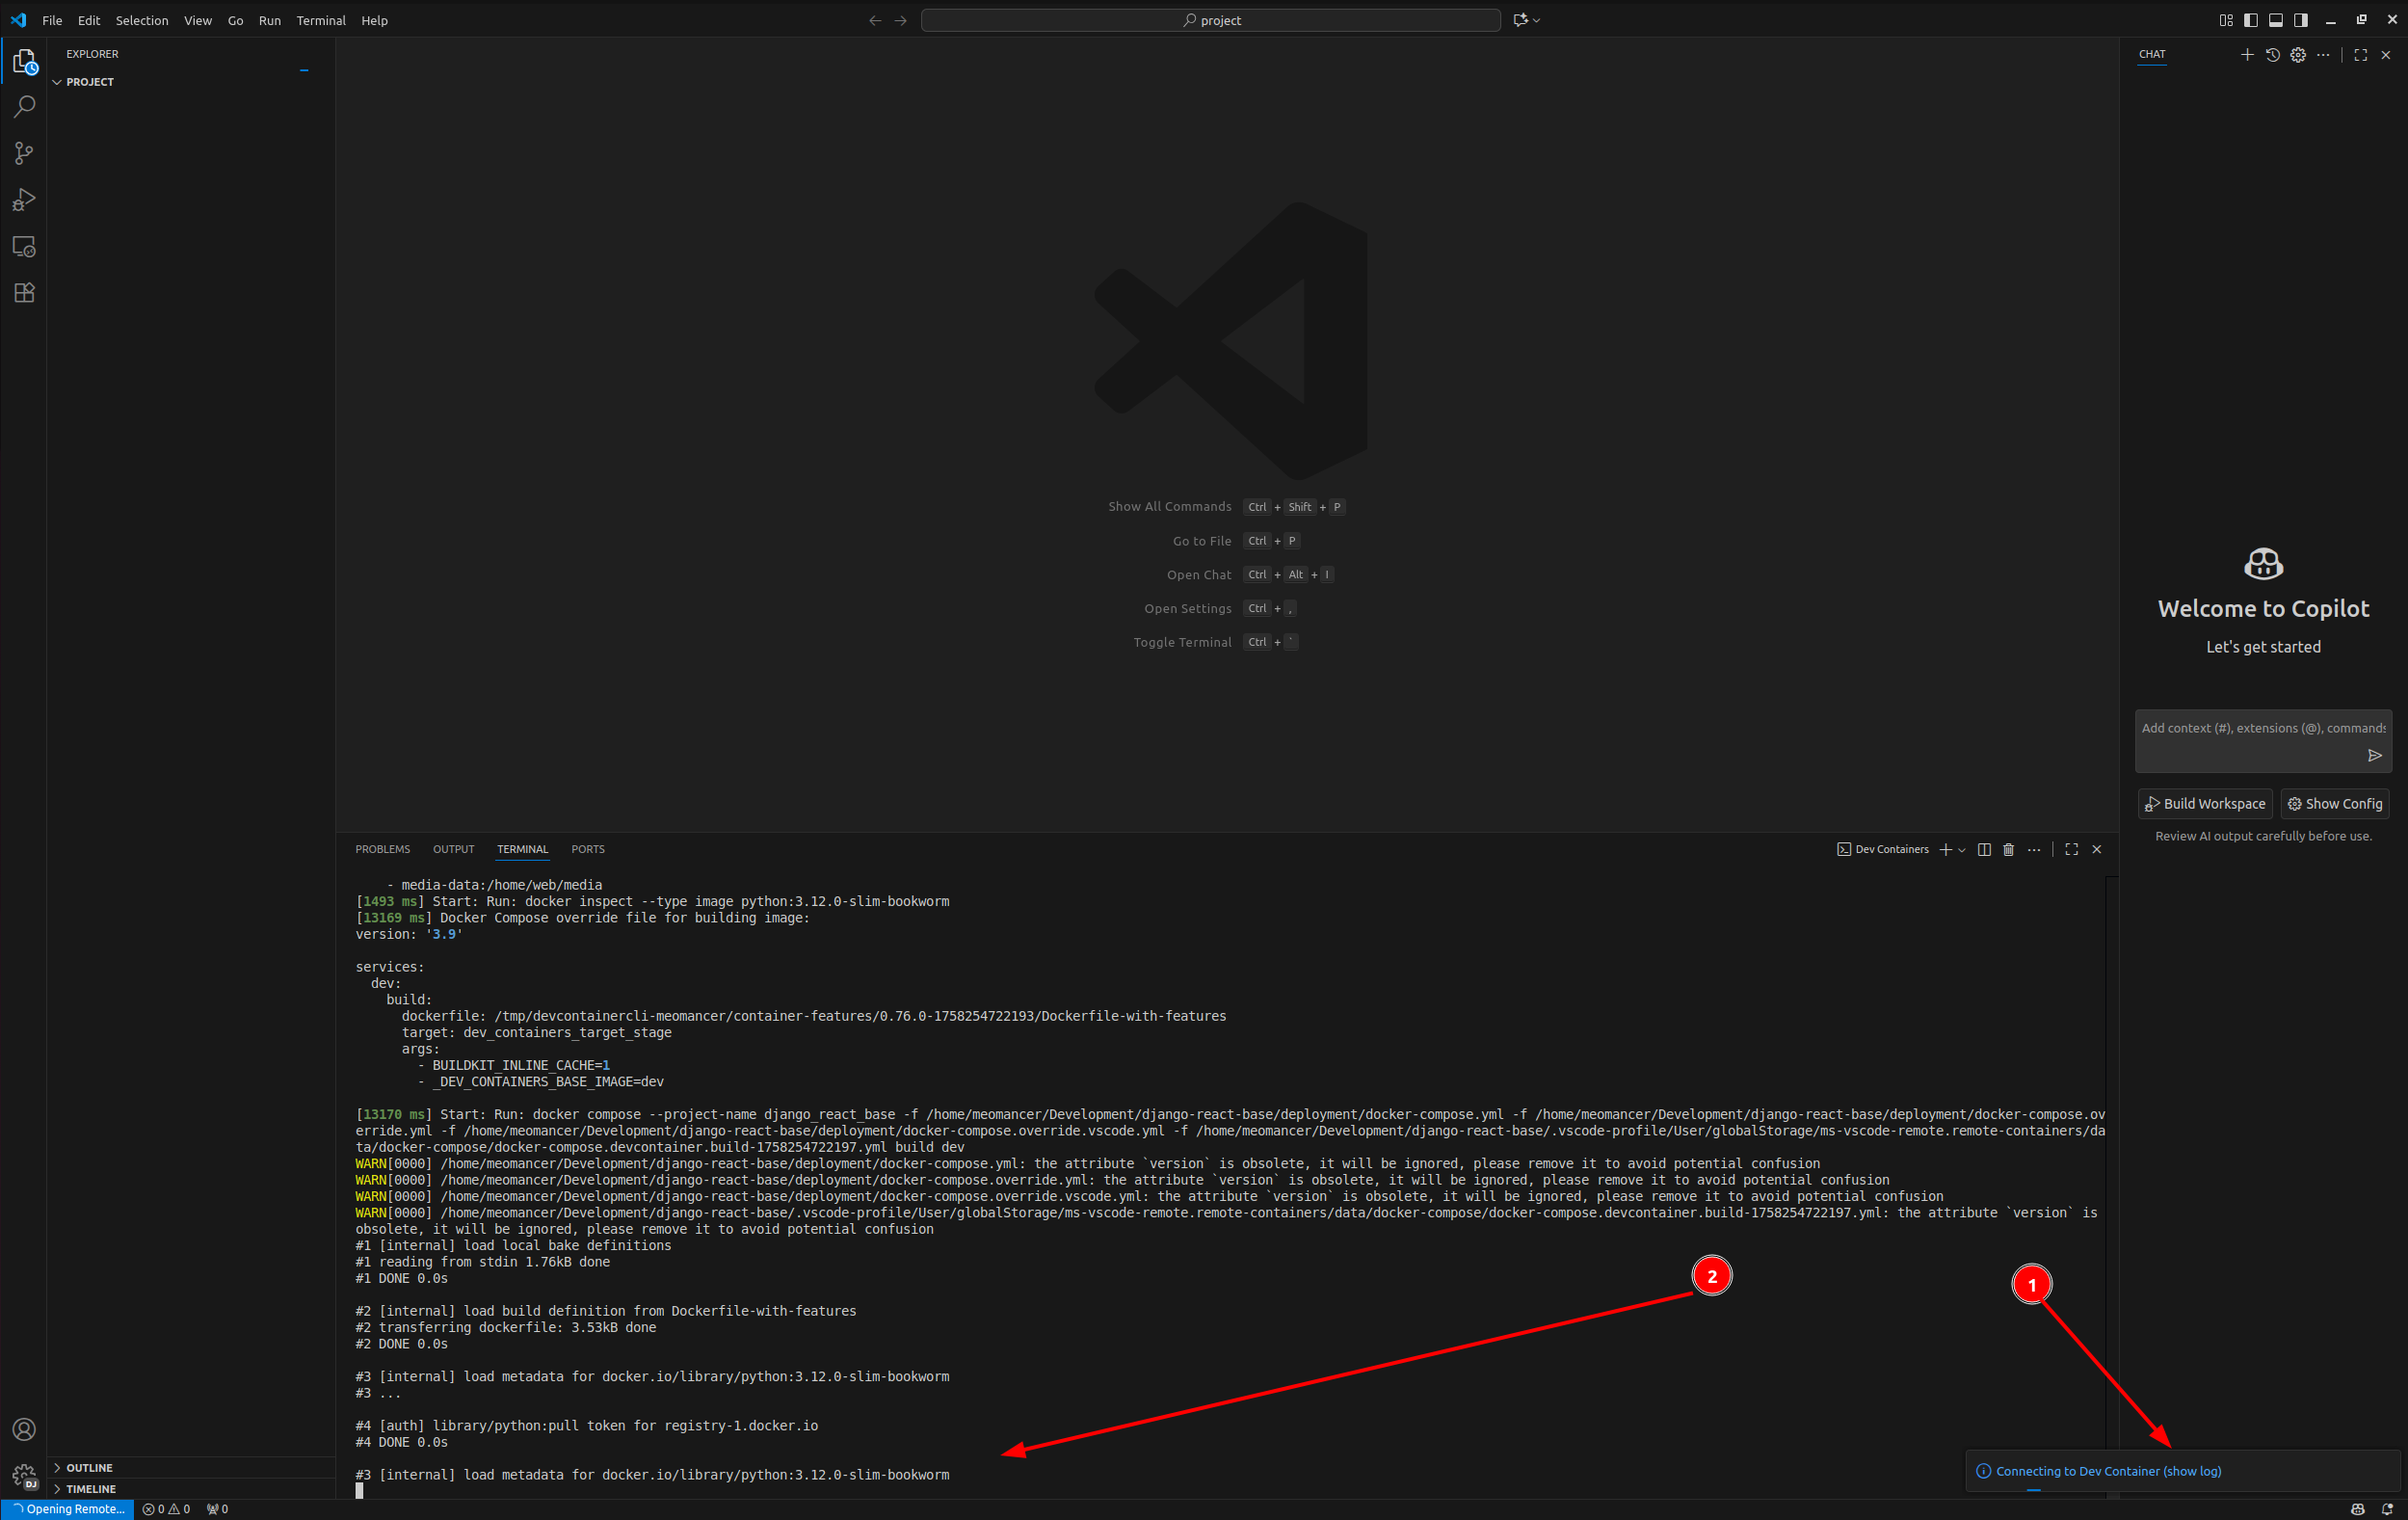 File Edit Selection View Go Run Terminal Help
project
EXPLORER
PROJECT
CHAT
Show All Commands Ctrl + Shift + P
Go to File Ctrl + P
Open Chat Ctrl + Alt + I
Open Settings Ctrl + ,
Toggle Terminal Ctrl + `
Welcome to Copilot
Let's get started
Add context (#), extensions (@), commands
Build Workspace Show Config
Review AI output carefully before use.
PROBLEMS OUTPUT TERMINAL PORTS
Dev Containers
- media-data:/home/web/media
[1493 ms] Start: Run: docker inspect --type image python:3.12.0-slim-bookworm
[13169 ms] Docker Compose override file for building image:
version: '3.9'
services:
dev:
build:
dockerfile: /tmp/devcontainercli-meomancer/container-features/0.76.0-1758254722193/Dockerfile-with-features
target: dev_containers_target_stage
args:
- BUILDKIT_INLINE_CACHE=1
- _DEV_CONTAINERS_BASE_IMAGE=dev
[13170 ms] Start: Run: docker compose --project-name django_react_base -f /home/meomancer/Development/django-react-base/deployment/docker-compose.yml -f /home/meomancer/Development/django-react-base/deployment/docker-compose.ov
erride.yml -f /home/meomancer/Development/django-react-base/deployment/docker-compose.override.vscode.yml -f /home/meomancer/Development/django-react-base/.vscode-profile/User/globalStorage/ms-vscode-remote.remote-containers/da
ta/docker-compose/docker-compose.devcontainer.build-1758254722197.yml build dev
WARN[0000] /home/meomancer/Development/django-react-base/deployment/docker-compose.yml: the attribute `version` is obsolete, it will be ignored, please remove it to avoid potential confusion
WARN[0000] /home/meomancer/Development/django-react-base/deployment/docker-compose.override.yml: the attribute `version` is obsolete, it will be ignored, please remove it to avoid potential confusion
WARN[0000] /home/meomancer/Development/django-react-base/deployment/docker-compose.override.vscode.yml: the attribute `version` is obsolete, it will be ignored, please remove it to avoid potential confusion
WARN[0000] /home/meomancer/Development/django-react-base/.vscode-profile/User/globalStorage/ms-vscode-remote.remote-containers/data/docker-compose/docker-compose.devcontainer.build-1758254722197.yml: the attribute `version` is
obsolete, it will be ignored, please remove it to avoid potential confusion
#1 [internal] load local bake definitions
#1 reading from stdin 1.76kB done
#1 DONE 0.0s
#2 [internal] load build definition from Dockerfile-with-features
#2 transferring dockerfile: 3.53kB done
#2 DONE 0.0s
#3 [internal] load metadata for docker.io/library/python:3.12.0-slim-bookworm
#3 ...
#4 [auth] library/python:pull token for registry-1.docker.io
#4 DONE 0.0s
#3 [internal] load metadata for docker.io/library/python:3.12.0-slim-bookworm
2
1
Connecting to Dev Container (show log)
OUTLINE
TIMELINE
DJ
Opening Remote... 0 0 0